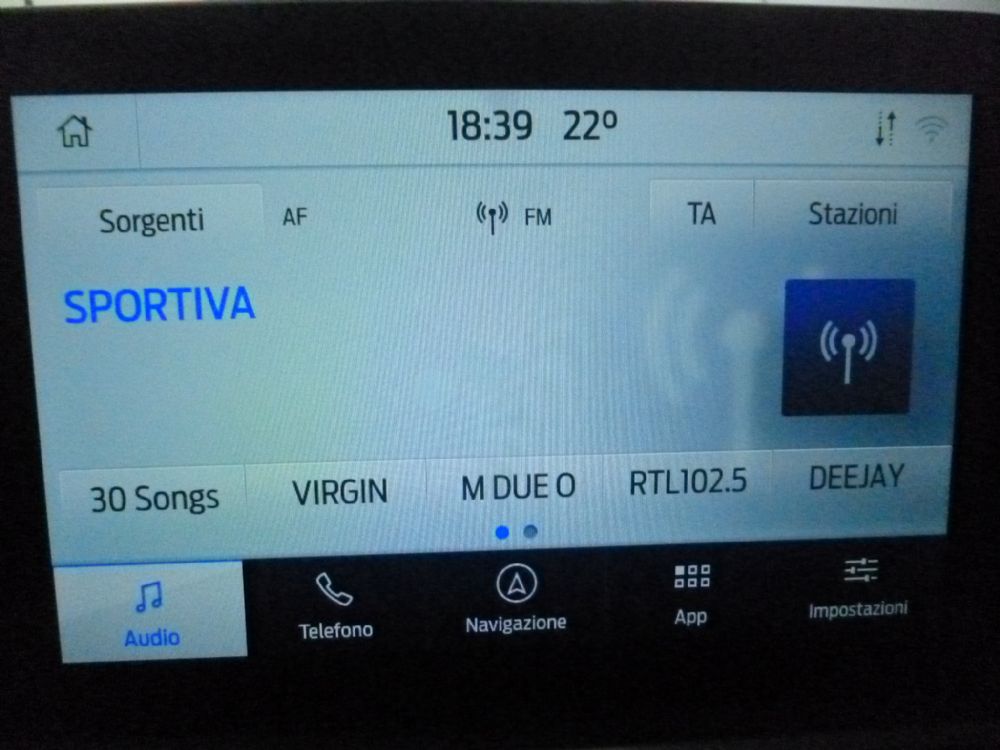 18:39 22º
Sorgenti AF FM TA Stazioni
SPORTIVA
30 Songs VIRGIN M DUE O RTL102.5 DEEJAY
Audio Telefono Navigazione App Impostazioni